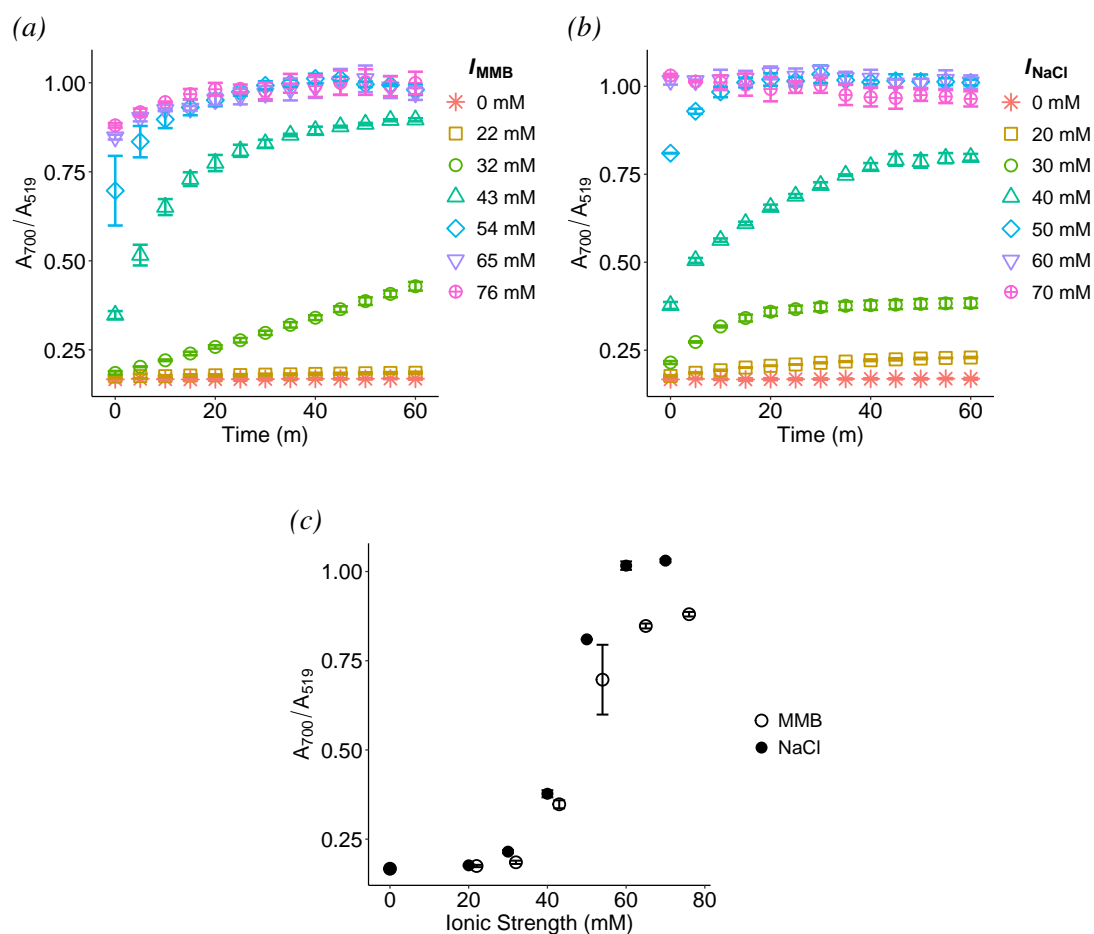 (a)
A700/A519
1.00
0.75
0.50
0.25
0
20
40
60
Time (m)
IMMB
0 mM
22 mM
32 mM
43 mM
54 mM
65 mM
76 mM
(b)
A700/A519
1.00
0.75
0.50
0.25
0
20
40
60
Time (m)
INaCl
0 mM
20 mM
30 mM
40 mM
50 mM
60 mM
70 mM
(c)
A700/A519
1.00
0.75
0.50
0.25
0
20
40
60
80
Ionic Strength (mM)
MMB
NaCl